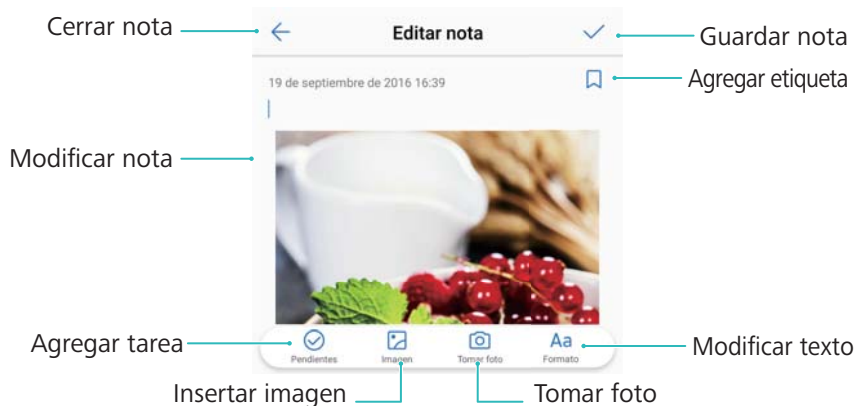 Cerrar nota
Editar nota
Guardar nota
19 de septiembre de 2016 16:39
Agregar etiqueta
Modificar nota
Agregar tarea
Pendientes
Imagen
Tomar foto
Aa
Formato
Modificar texto
Insertar imagen
Tomar foto